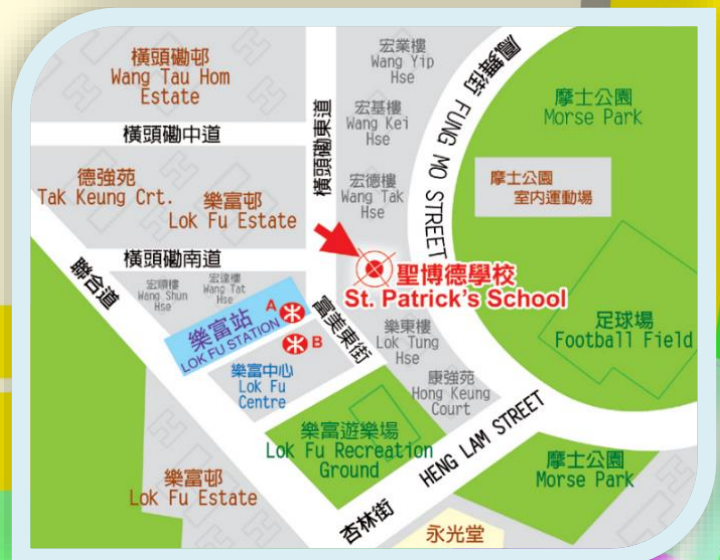 橫頭磡邨
Wang Tau Hom
Estate
宏業樓
Wang Yip
Hse
鳳舞街 FUNG MO STREET
摩士公園
Morse Park
橫頭磡中道
橫頭磡東道
宏基樓
Wang Kei
Hse
德強苑
Tak Keung Crt.
樂富邨
Lok Fu Estate
宏德樓
Wang Tak
Hse
摩士公園
室內運動場
橫頭磡南道
聯合道
宏順樓
Wang Shun
Hse
宏達樓
Wang Tat
Hse
聖博德學校
St. Patrick's School
A
樂富站
LOK FU STATION
B
富美東街
樂東樓
Lok Tung
Hse
足球場
Football Field
樂富中心
Lok Fu
Centre
康強苑
Hong Keung
Court
樂富遊樂場
Lok Fu Recreation
Ground
杏林街 HENG LAM STREET
摩士公園
Morse Park
樂富邨
Lok Fu Estate
永光堂